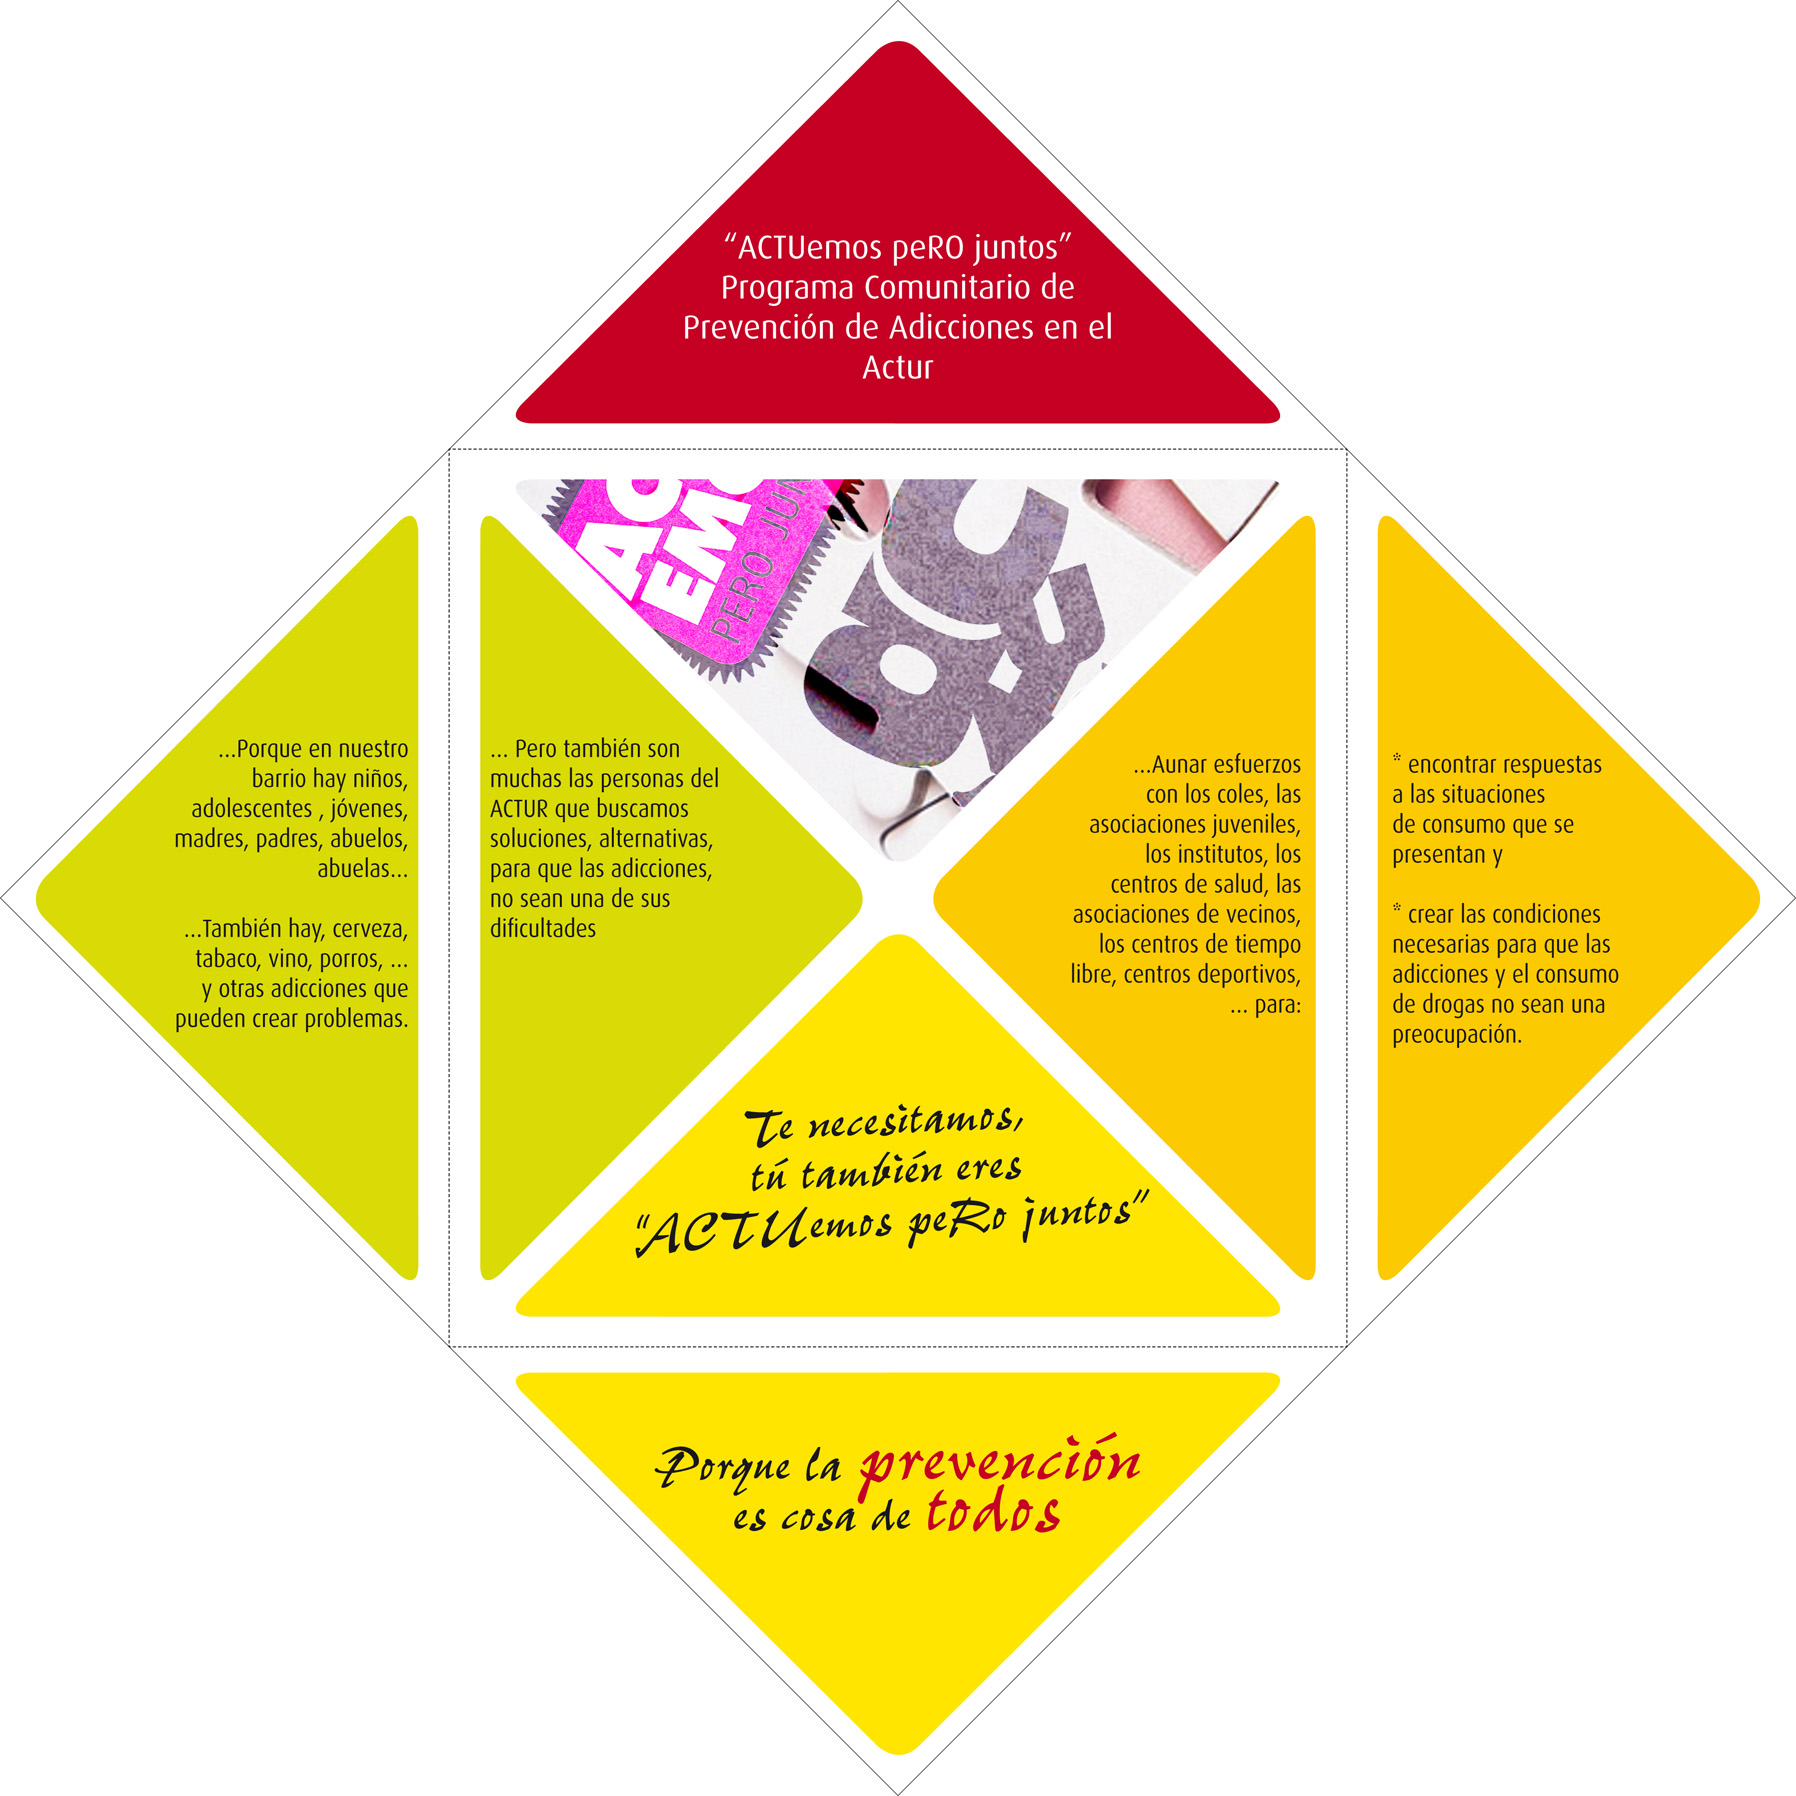 “ACTUemos peRO juntos”
Programa Comunitario de
Prevención de Adicciones en el
Actur
EMO
PERO JUN
...Porque en nuestro
barrio hay niños,
adolescentes , jóvenes,
madres, padres, abuelos,
abuelas...
...También hay, cerveza,
tabaco, vino, porros, ...
y otras adicciones que
pueden crear problemas.
... Pero también son
muchas las personas del
ACTUR que buscamos
soluciones, alternativas,
para que las adicciones,
no sean una de sus
dificultades
...Aunar esfuerzos
con los coles, las
asociaciones juveniles,
los institutos, los
centros de salud, las
asociaciones de vecinos,
los centros de tiempo
libre, centros deportivos,
... para:
* encontrar respuestas
a las situaciones
de consumo que se
presentan y
* crear las condiciones
necesarias para que las
adicciones y el consumo
de drogas no sean una
preocupación.
Te necesitamos,
tú también eres
“ACTUemos peRo juntos”
Porque la prevención
es cosa de todos